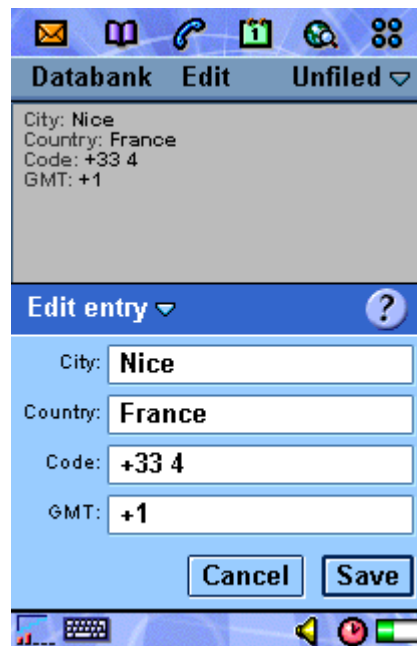 Databank Edit Unfiled
City: Nice
Country: France
Code: +33 4
GMT: +1
Edit entry ?
City: Nice
Country: France
Code: +33 4
GMT: +1
Cancel Save